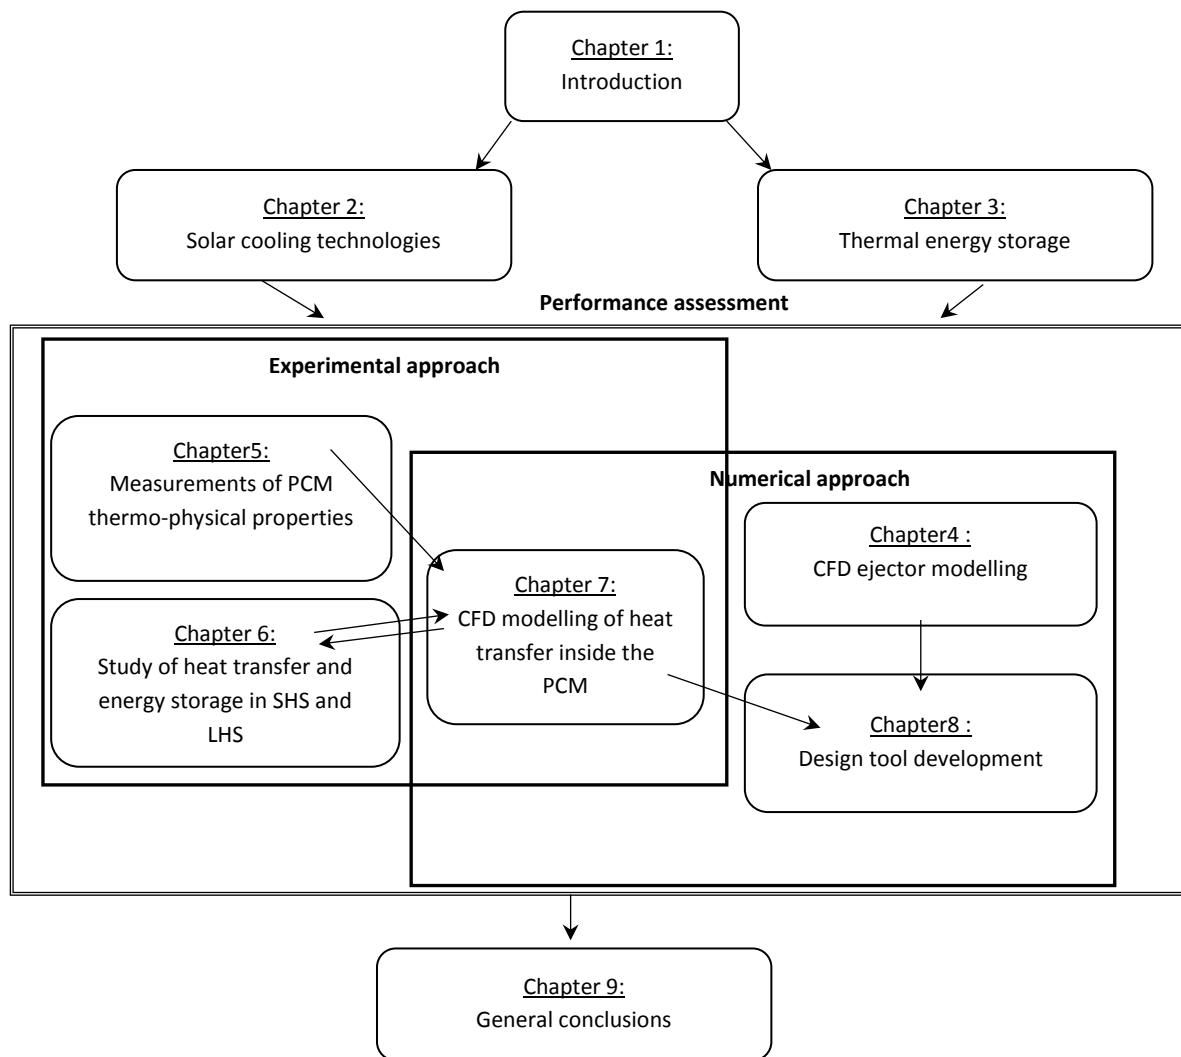 Chapter 1:
Introduction
Chapter 2:
Solar cooling technologies
Chapter 3:
Thermal energy storage
Performance assessment
Experimental approach
Chapter5:
Measurements of PCM
thermo-physical properties
Numerical approach
Chapter4 :
CFD ejector modelling
Chapter 7:
CFD modelling of heat
transfer inside the
PCM
Chapter 6:
Study of heat transfer and
energy storage in SHS and
LHS
Chapter8 :
Design tool development
Chapter 9:
General conclusions